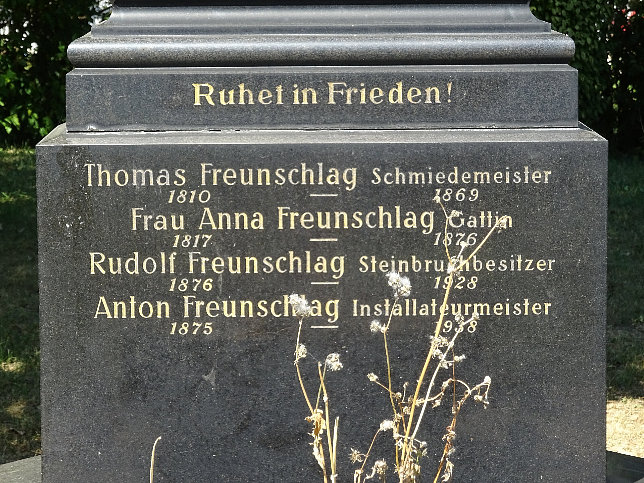 Ruhet in Frieden!
Thomas Freunschlag Schmiedemeister
1810 — 1869
Frau Anna Freunschlag Gattin
1817 — 1876
Rudolf Freunschlag Steinbruchbesitzer
1876 — 1928
Anton Freunschlag Installateurmeister
1875 — 1938